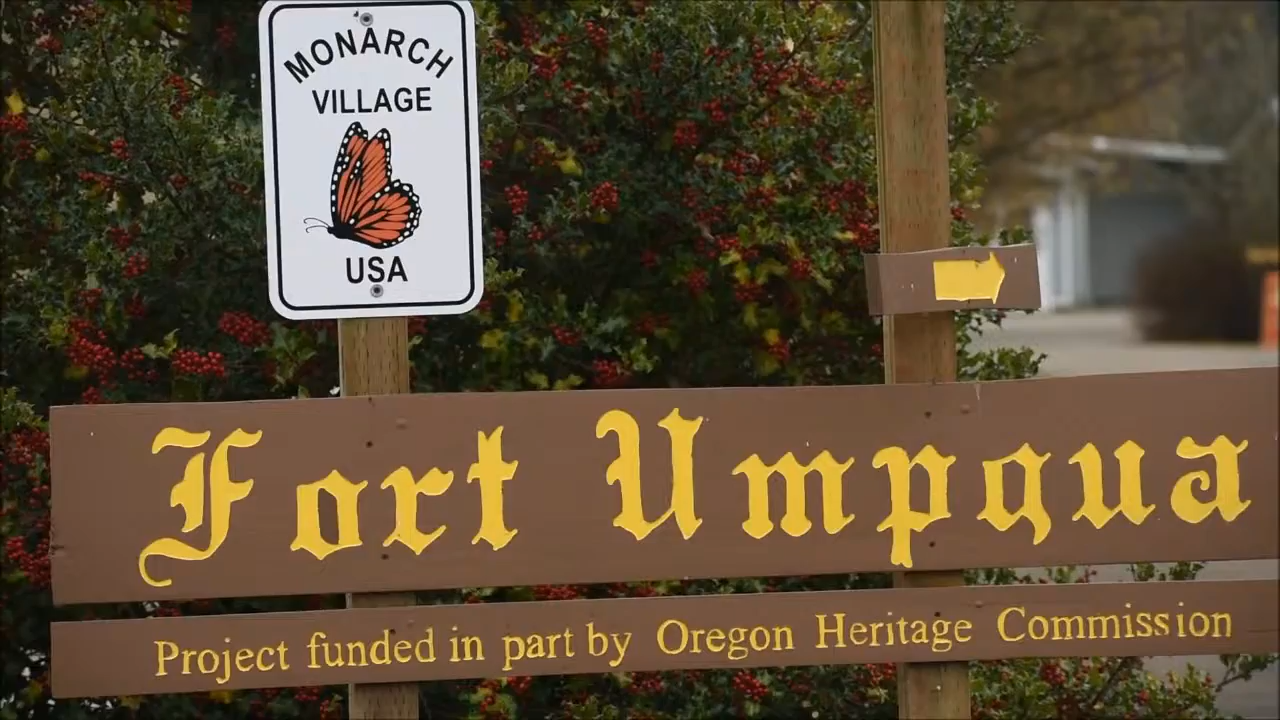 MONARCH
VILLAGE
USA
Fort Umpqua
Project funded in part by Oregon Heritage Commission